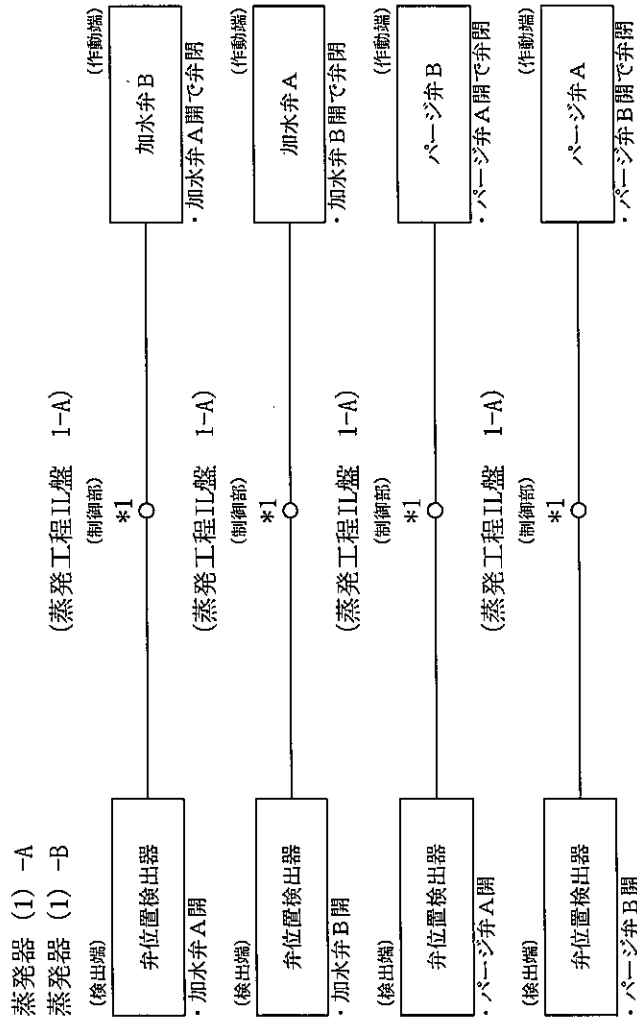 蒸発器 (1) -A
蒸発器 (1) -B
(検出端)
弁位置検出器
・加水弁A開
(蒸発工程IL盤 1-A)
(制御部)
*1
(作動端)
加水弁B
・加水弁A開で弁閉
(検出端)
弁位置検出器
・加水弁B開
(蒸発工程IL盤 1-A)
(制御部)
*1
(作動端)
加水弁A
・加水弁B開で弁閉
(検出端)
弁位置検出器
・パージ弁A開
(蒸発工程IL盤 1-A)
(制御部)
*1
(作動端)
パージ弁B
・パージ弁A開で弁閉
(検出端)
弁位置検出器
・パージ弁B開
(蒸発工程IL盤 1-A)
(制御部)
*1
(作動端)
パージ弁A
・パージ弁B開で弁閉